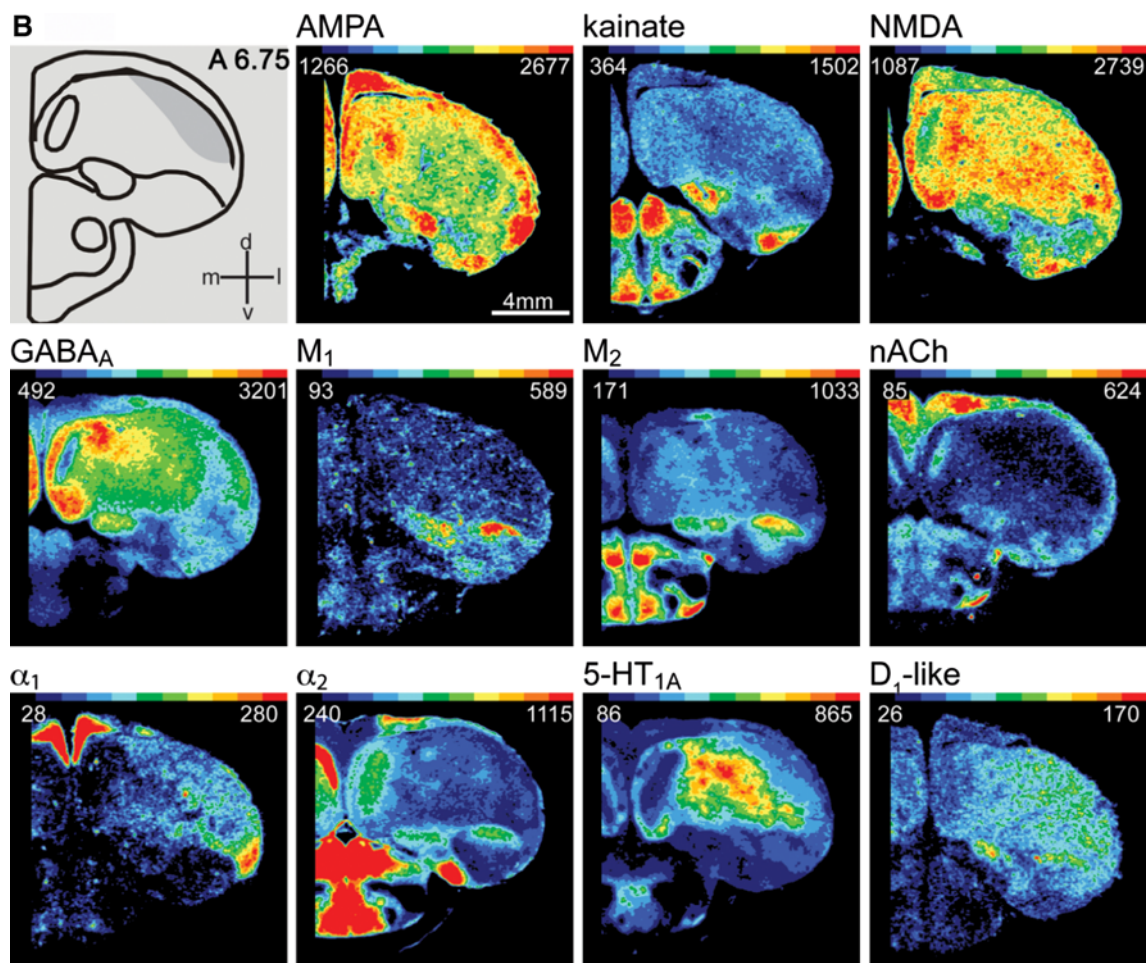 B
A 6.75
d
m l
v
AMPA
1266 2677
4mm
kainate
364 1502
NMDA
1087 2739
GABAA
492 3201
M1
93 589
M2
171 1033
nACh
85 624
α1
28 280
α2
240 1115
5-HT1A
86 865
D1-like
26 170